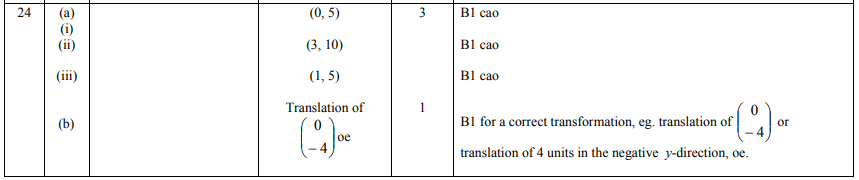 24 (a) (0, 5) 3 B1 cao
(i)
(ii) (3, 10) B1 cao
(iii) (1, 5) B1 cao
Translation of 1
(b) (0 − 4) oe B1 for a correct transformation, eg. translation of (0 − 4) or
translation of 4 units in the negative y-direction, oe.